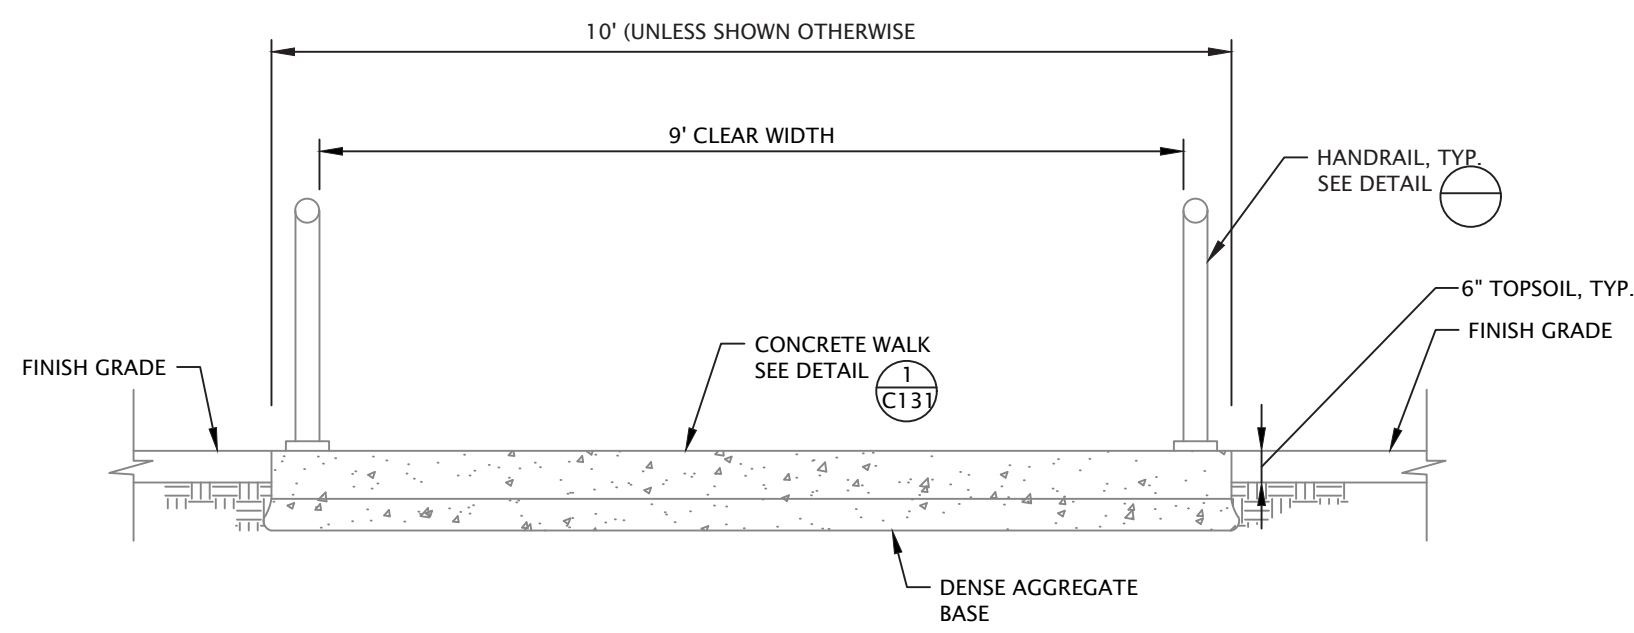 10' (UNLESS SHOWN OTHERWISE
9' CLEAR WIDTH
HANDRAIL, TYP.
SEE DETAIL
6" TOPSOIL, TYP.
FINISH GRADE
CONCRETE WALK
SEE DETAIL
1
C131
FINISH GRADE
DENSE AGGREGATE
BASE